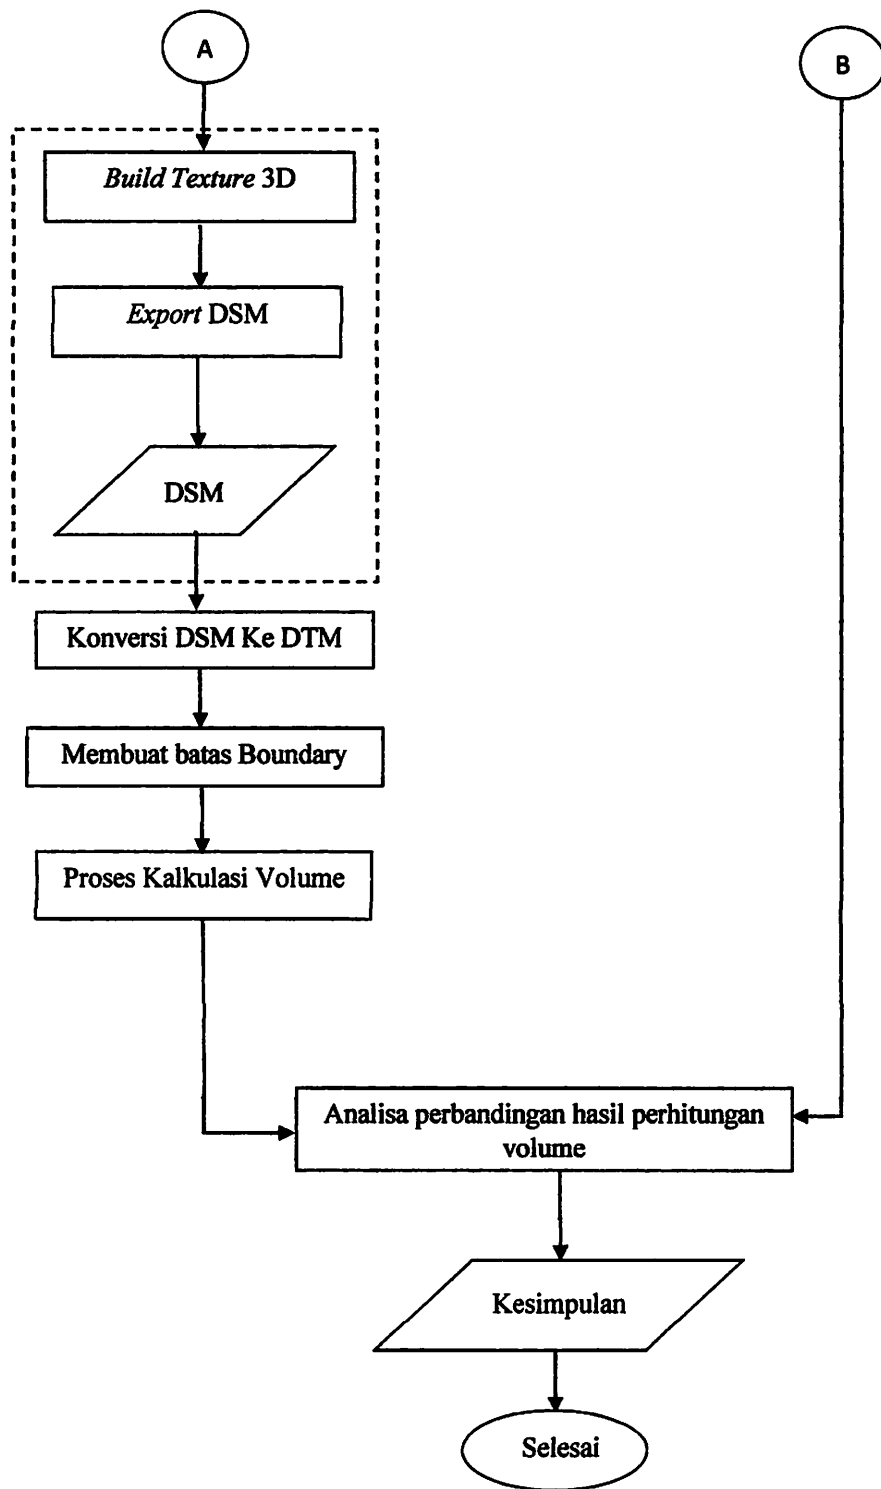 A
B
Build Texture 3D
Export DSM
DSM
Konversi DSM Ke DTM
Membuat batas Boundary
Proses Kalkulasi Volume
Analisa perbandingan hasil perhitungan
volume
Kesimpulan
Selesai